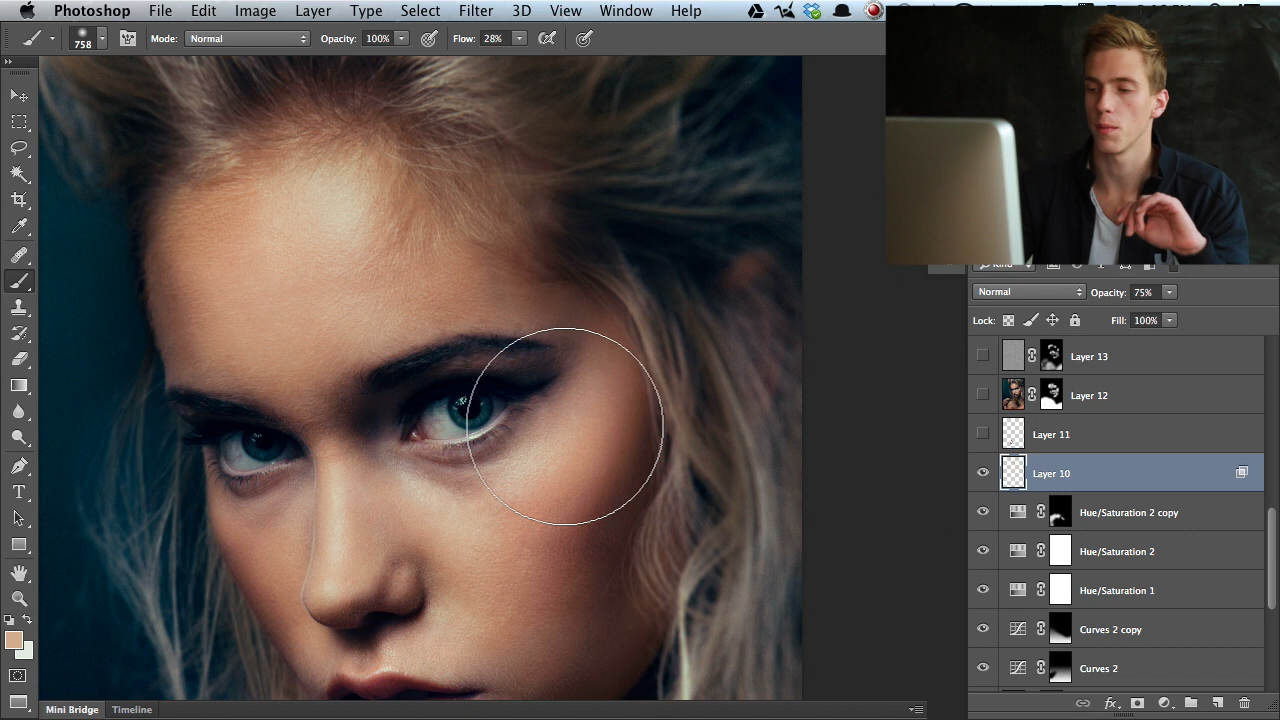 Photoshop File Edit Image Layer Type Select Filter 3D View Window Help
758 Mode: Normal Opacity: 100% Flow: 28%
Normal Opacity: 75%
Lock: Fill: 100%
Layer 13
Layer 12
Layer 11
Layer 10
Hue/Saturation 2 copy
Hue/Saturation 2
Hue/Saturation 1
Curves 2 copy
Curves 2
fx
Mini Bridge Timeline